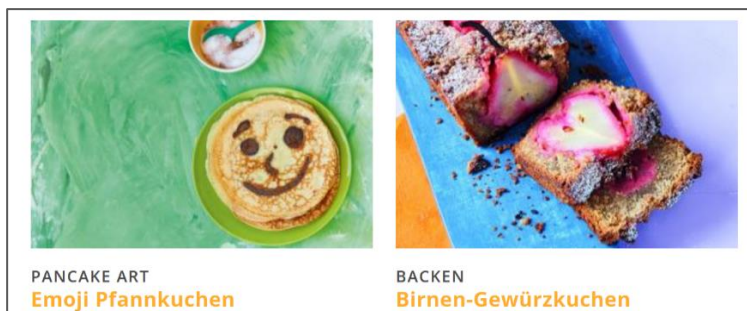 PANCAKE ART
Emoji Pfannkuchen
BACKEN
Birnen-Gewürzkuchen